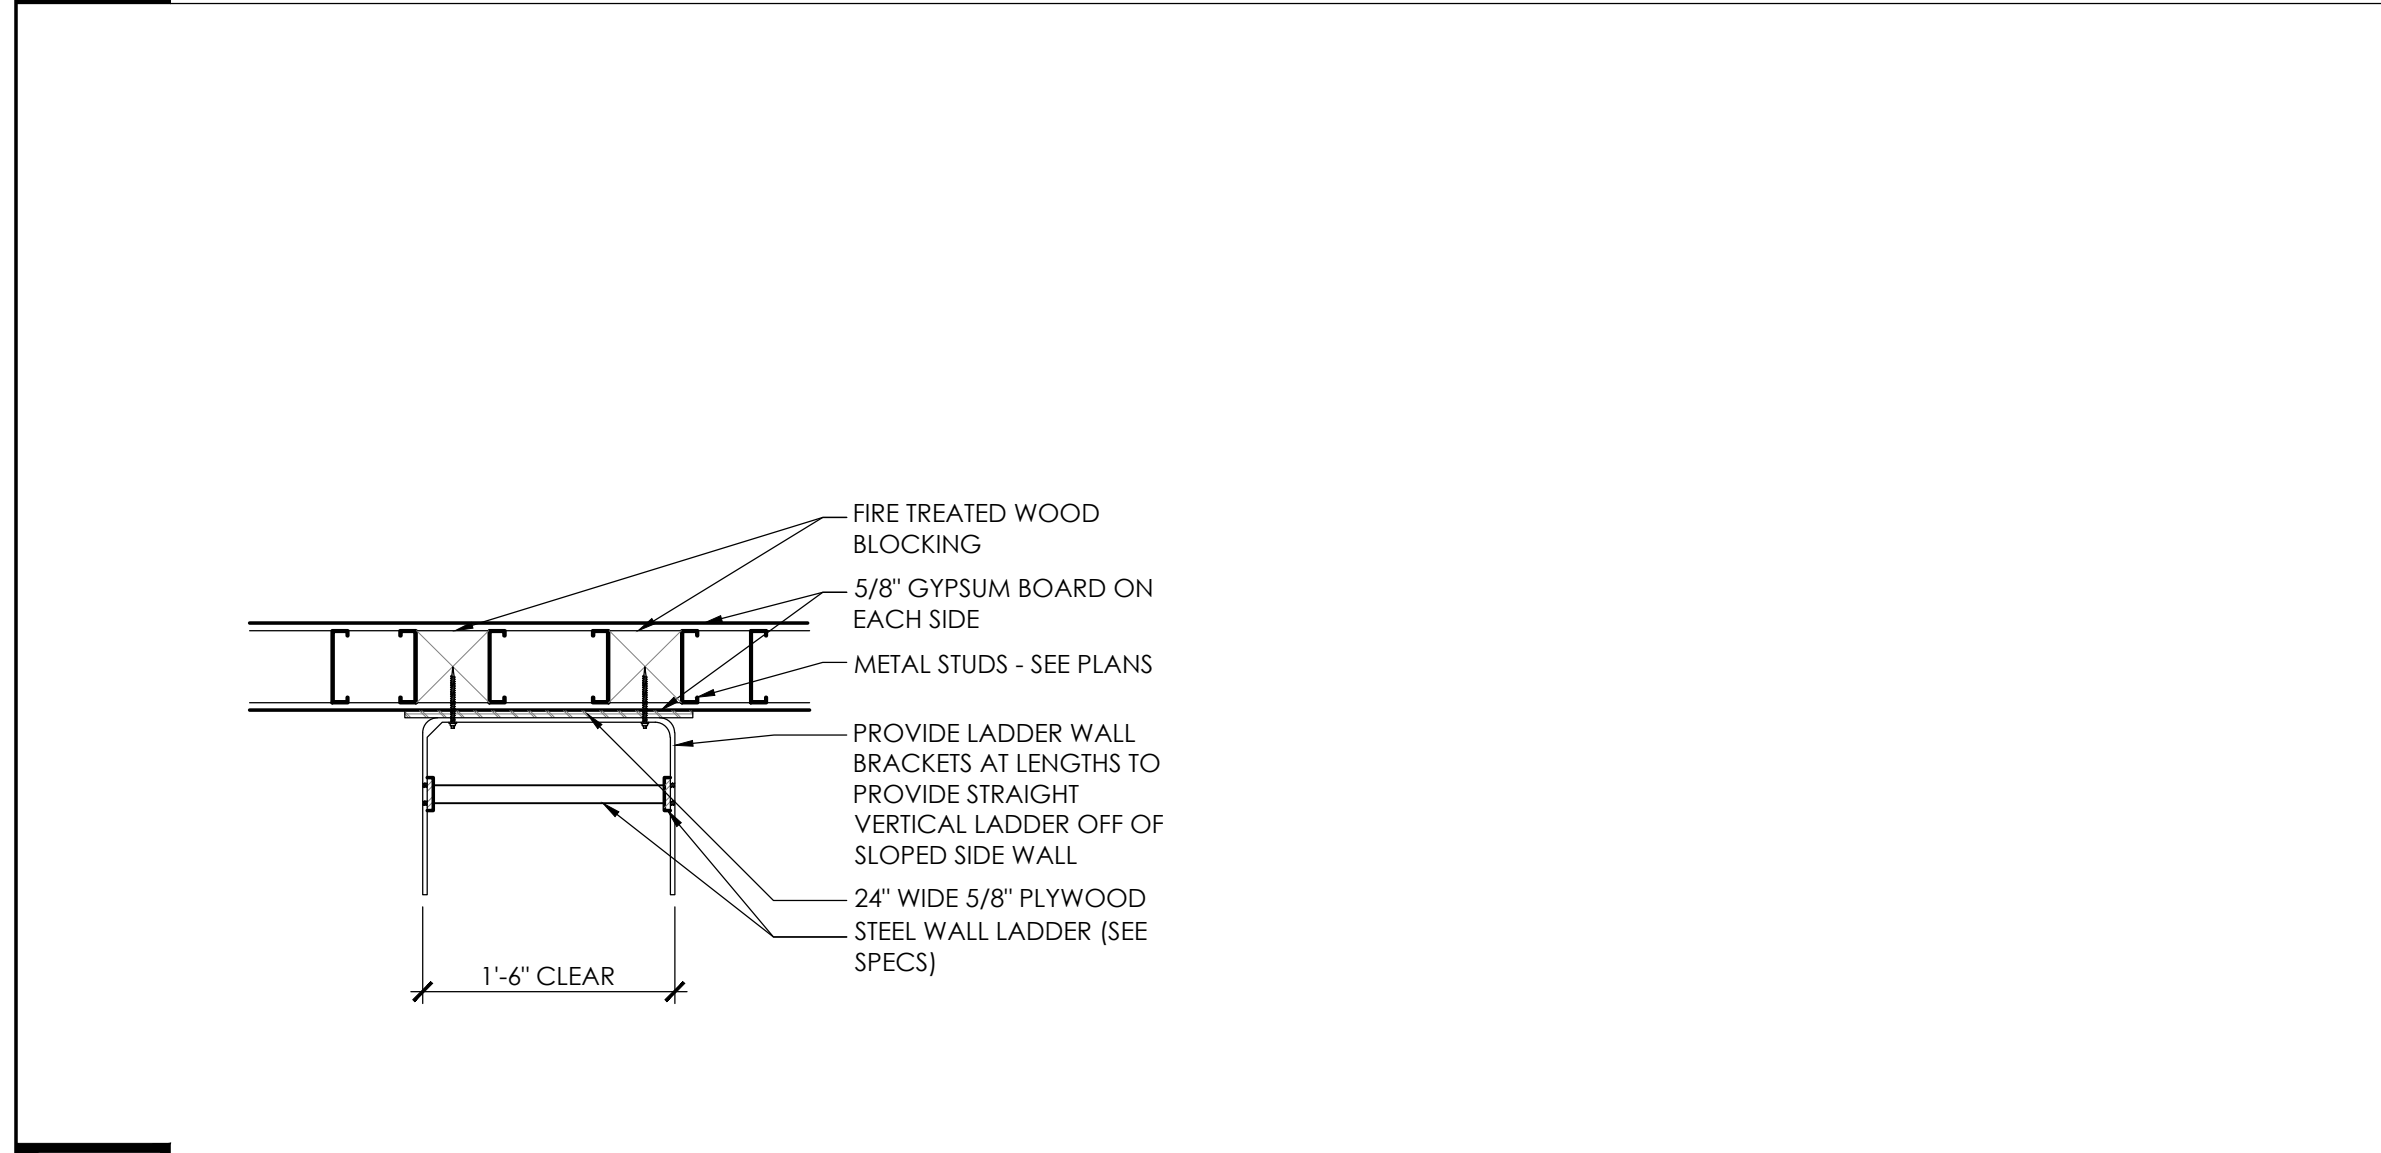 FIRE TREATED WOOD
BLOCKING
5/8" GYPSUM BOARD ON
EACH SIDE
METAL STUDS - SEE PLANS
PROVIDE LADDER WALL
BRACKETS AT LENGTHS TO
PROVIDE STRAIGHT
VERTICAL LADDER OFF OF
SLOPED SIDE WALL
24" WIDE 5/8" PLYWOOD
STEEL WALL LADDER (SEE
SPECS)
1'-6" CLEAR